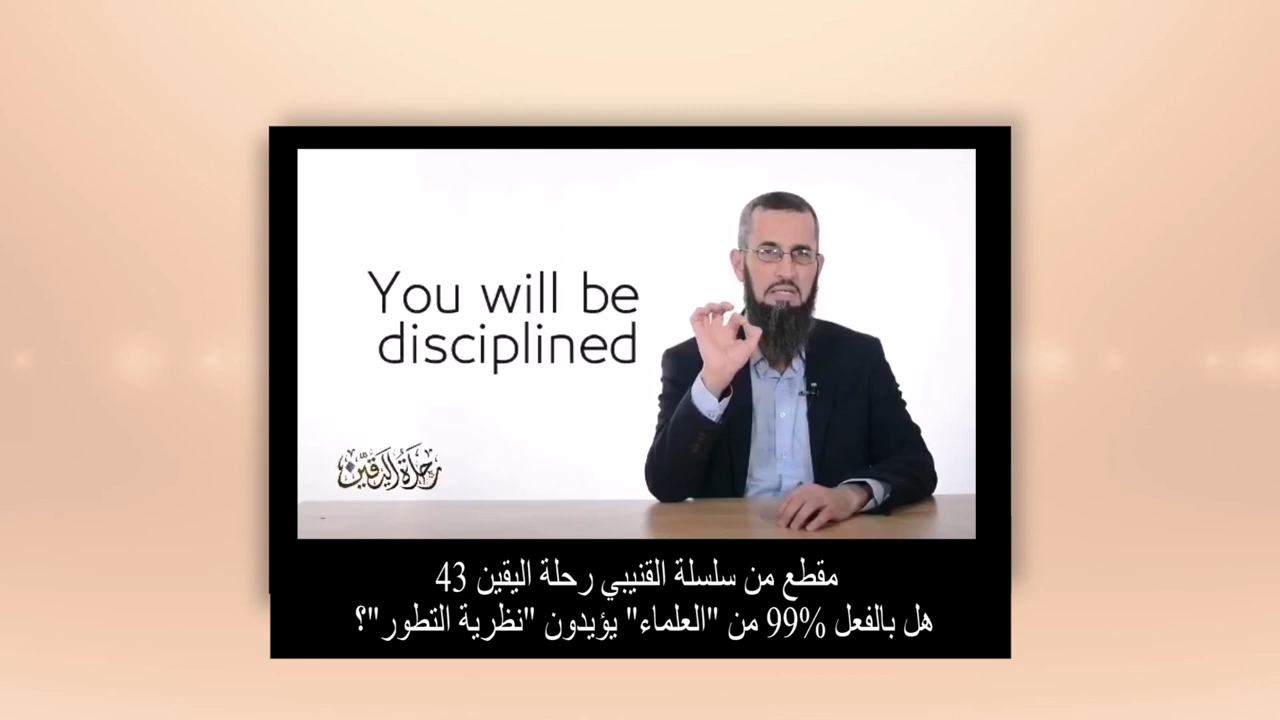 You will be
disciplined
رحلة اليقين
مقطع من سلسلة القنيبي رحلة اليقين 43
هل بالفعل 99% من "العلماء" يؤيدون "نظرية التطور"؟